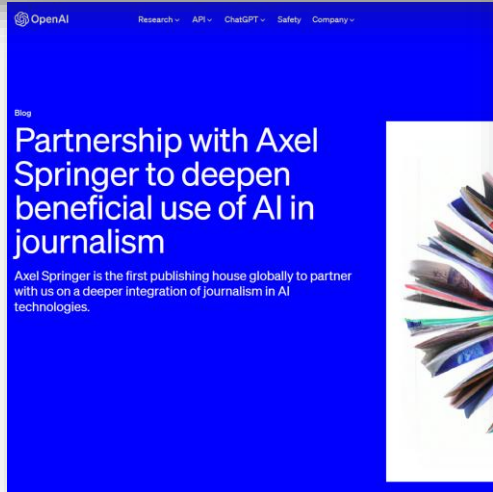 OpenAI
Research API ChatGPT Safety Company
Blog
Partnership with Axel
Springer to deepen
beneficial use of AI in
journalism
Axel Springer is the first publishing house globally to partner
with us on a deeper integration of journalism in AI
technologies.